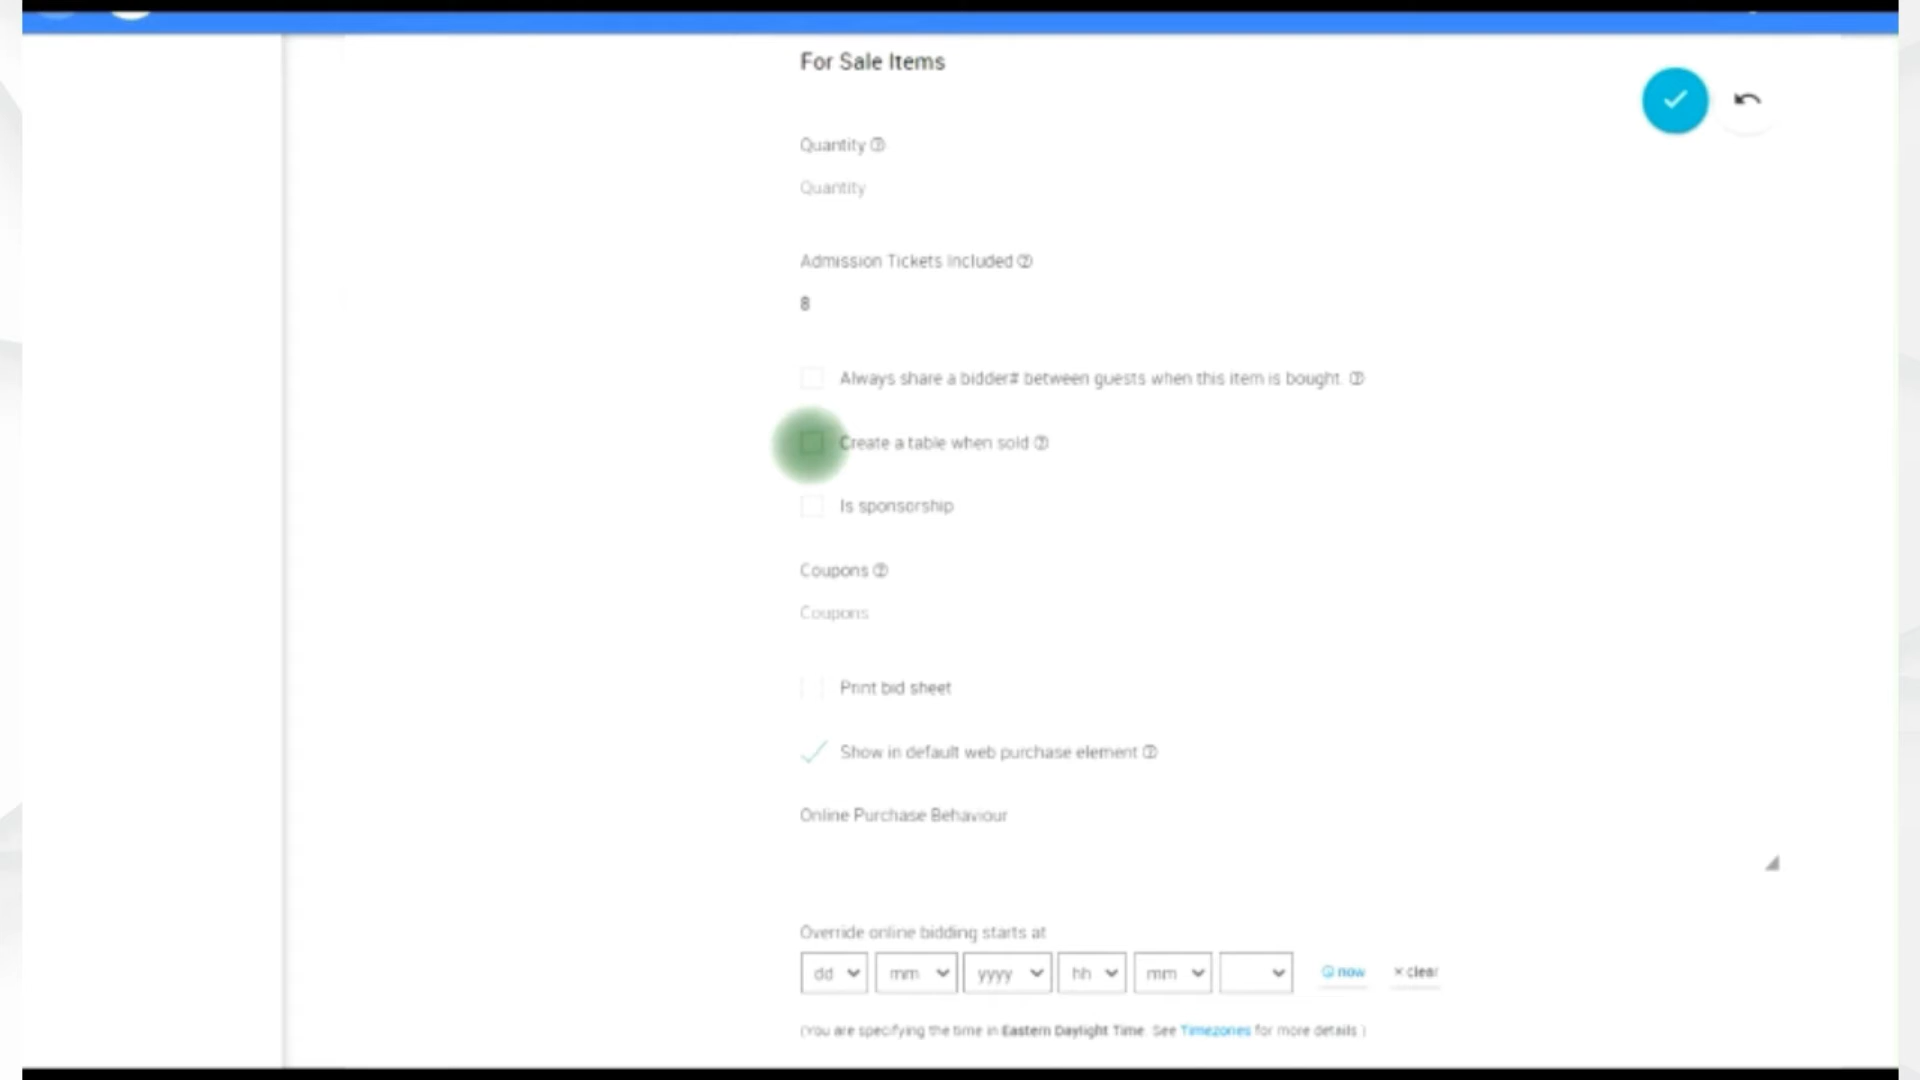 For Sale Items
Quantity
Quantity
Admission Tickets Included
8
Always share a bidder# between guests when this item is bought.
Create a table when sold
Is sponsorship
Coupons
Coupons
Print bid sheet
Show in default web purchase element
Online Purchase Behaviour
Override online bidding starts at
dd mm yyyy hh mm now × clear
(You are specifying the time in Eastern Daylight Time. See Timezones for more details.)